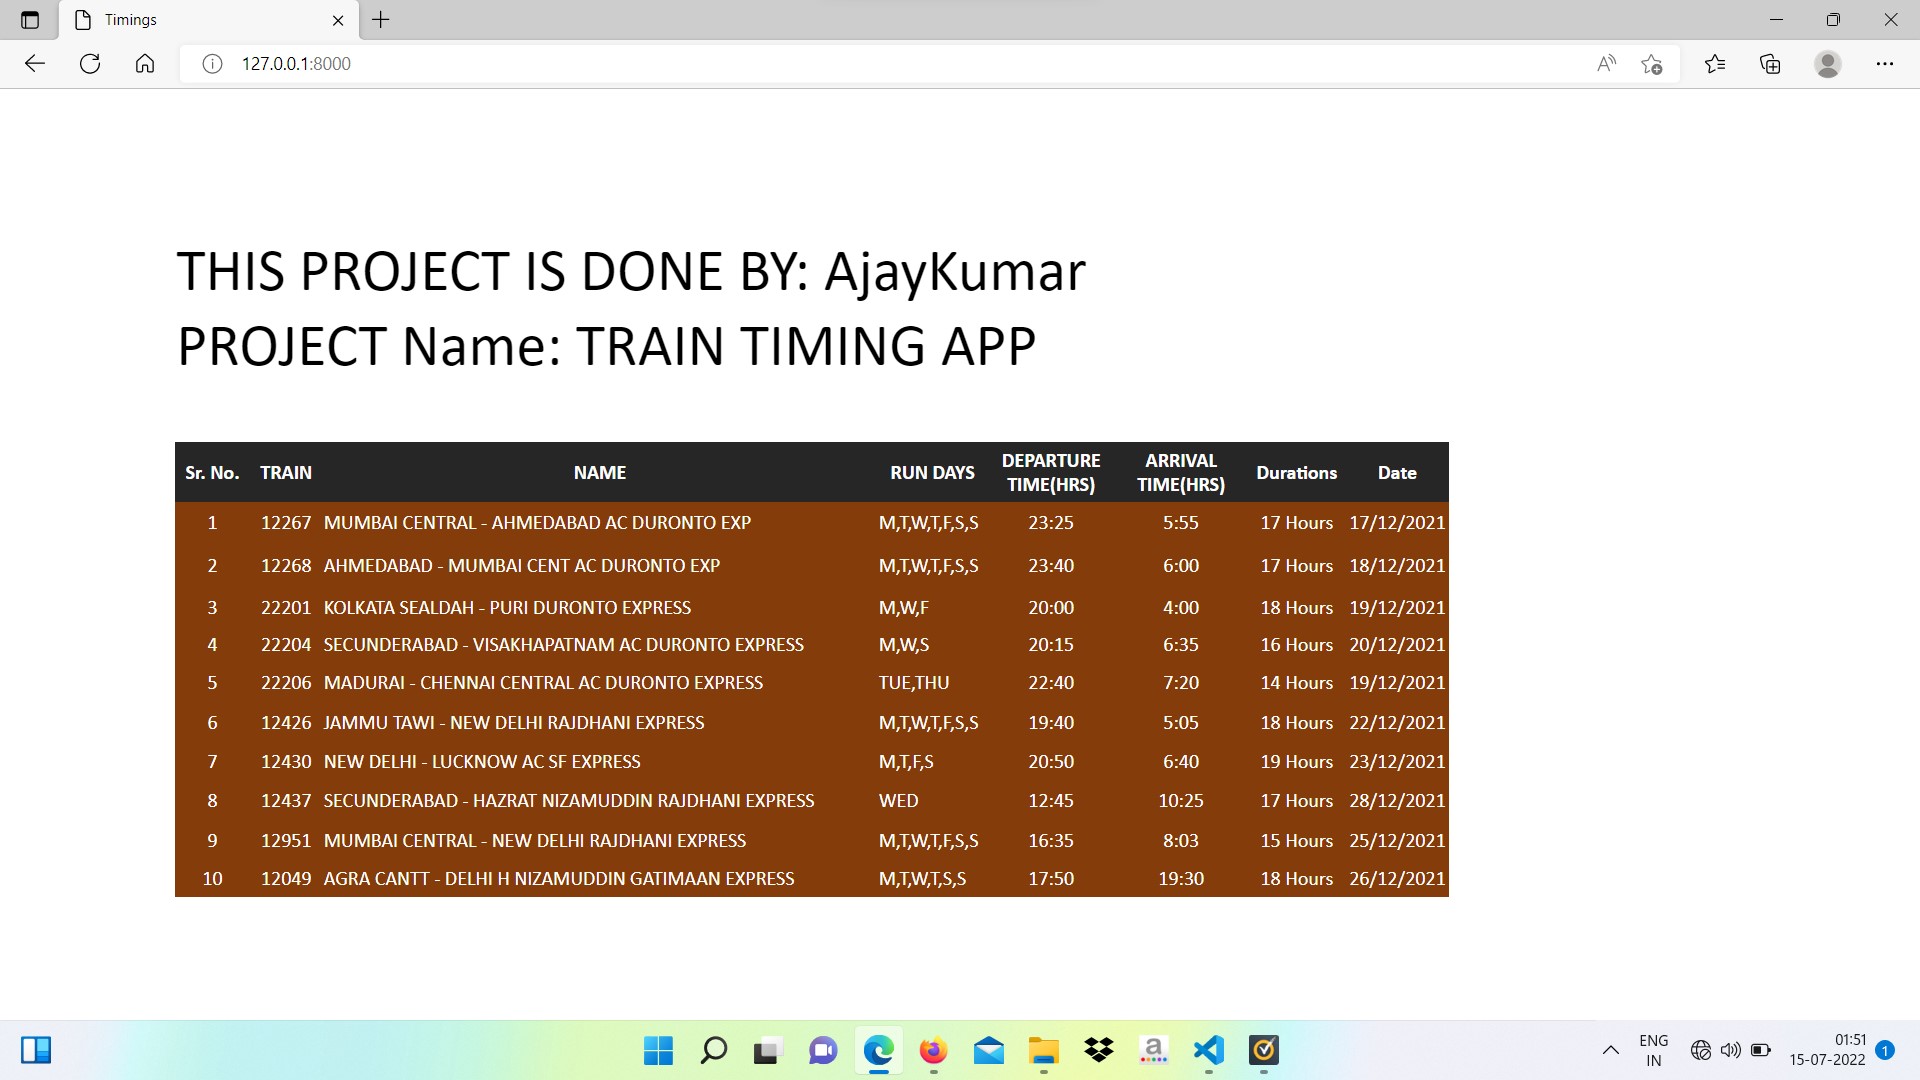 Timings
127.0.0.1:8000
THIS PROJECT IS DONE BY: AjayKumar
PROJECT Name: TRAIN TIMING APP
Sr. No. TRAIN NAME RUN DAYS DEPARTURE TIME(HRS) ARRIVAL TIME(HRS) Durations Date
1 12267 MUMBAI CENTRAL - AHMEDABAD AC DURONTO EXP M,T,W,T,F,S,S 23:25 5:55 17 Hours 17/12/2021
2 12268 AHMEDABAD - MUMBAI CENT AC DURONTO EXP M,T,W,T,F,S,S 23:40 6:00 17 Hours 18/12/2021
3 22201 KOLKATA SEALDAH - PURI DURONTO EXPRESS M,W,F 20:00 4:00 18 Hours 19/12/2021
4 22204 SECUNDERABAD - VISAKHAPATNAM AC DURONTO EXPRESS M,W,S 20:15 6:35 16 Hours 20/12/2021
5 22206 MADURAI - CHENNAI CENTRAL AC DURONTO EXPRESS TUE,THU 22:40 7:20 14 Hours 19/12/2021
6 12426 JAMMU TAWI - NEW DELHI RAJDHANI EXPRESS M,T,W,T,F,S,S 19:40 5:05 18 Hours 22/12/2021
7 12430 NEW DELHI - LUCKNOW AC SF EXPRESS M,T,F,S 20:50 6:40 19 Hours 23/12/2021
8 12437 SECUNDERABAD - HAZRAT NIZAMUDDIN RAJDHANI EXPRESS WED 12:45 10:25 17 Hours 28/12/2021
9 12951 MUMBAI CENTRAL - NEW DELHI RAJDHANI EXPRESS M,T,W,T,F,S,S 16:35 8:03 15 Hours 25/12/2021
10 12049 AGRA CANTT - DELHI H NIZAMUDDIN GATIMAAN EXPRESS M,T,W,T,S,S 17:50 19:30 18 Hours 26/12/2021
a
ENG
IN
01:51
15-07-2022
1